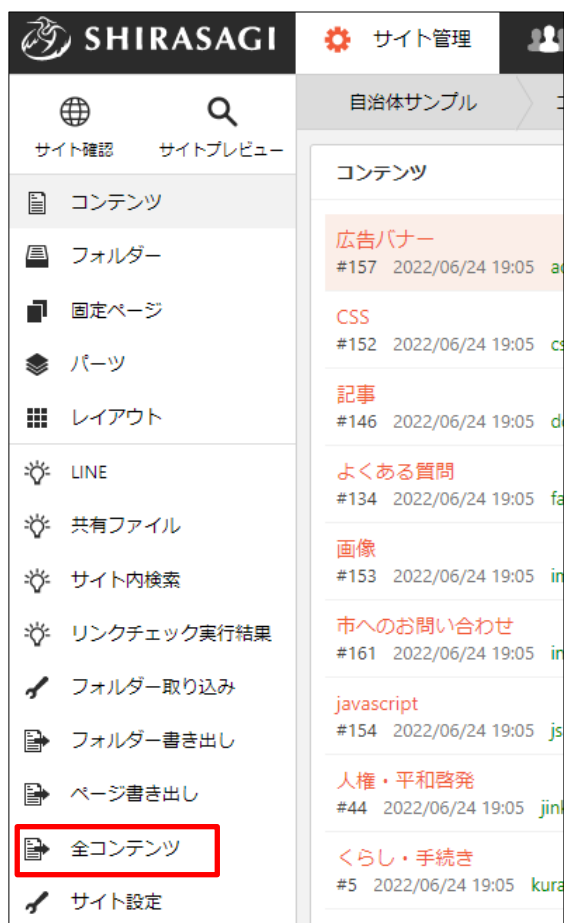 SHIRASAGI
サイト管理
サイト確認
サイトプレビュー
コンテンツ
フォルダー
固定ページ
パーツ
レイアウト
LINE
共有ファイル
サイト内検索
リンクチェック実行結果
フォルダー取り込み
フォルダー書き出し
ページ書き出し
全コンテンツ
サイト設定
自治体サンプル
コンテンツ
広告バナー
#157 2022/06/24 19:05
CSS
#152 2022/06/24 19:05
記事
#146 2022/06/24 19:05
よくある質問
#134 2022/06/24 19:05
画像
#153 2022/06/24 19:05
市へのお問い合わせ
#161 2022/06/24 19:05
javascript
#154 2022/06/24 19:05
人権・平和啓発
#44 2022/06/24 19:05
くらし・手続き
#5 2022/06/24 19:05